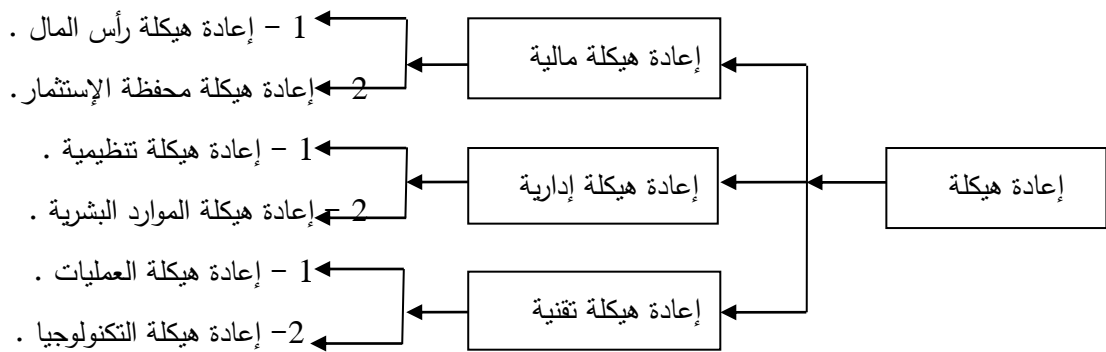 إعادة هيكلة
إعادة هيكلة مالية
1 – إعادة هيكلة رأس المال .
2 – إعادة هيكلة محفظة الإستثمار .
إعادة هيكلة إدارية
1 – إعادة هيكلة تنظيمية .
2 – إعادة هيكلة الموارد البشرية .
إعادة هيكلة تقنية
1 – إعادة هيكلة العمليات .
2– إعادة هيكلة التكنولوجيا .